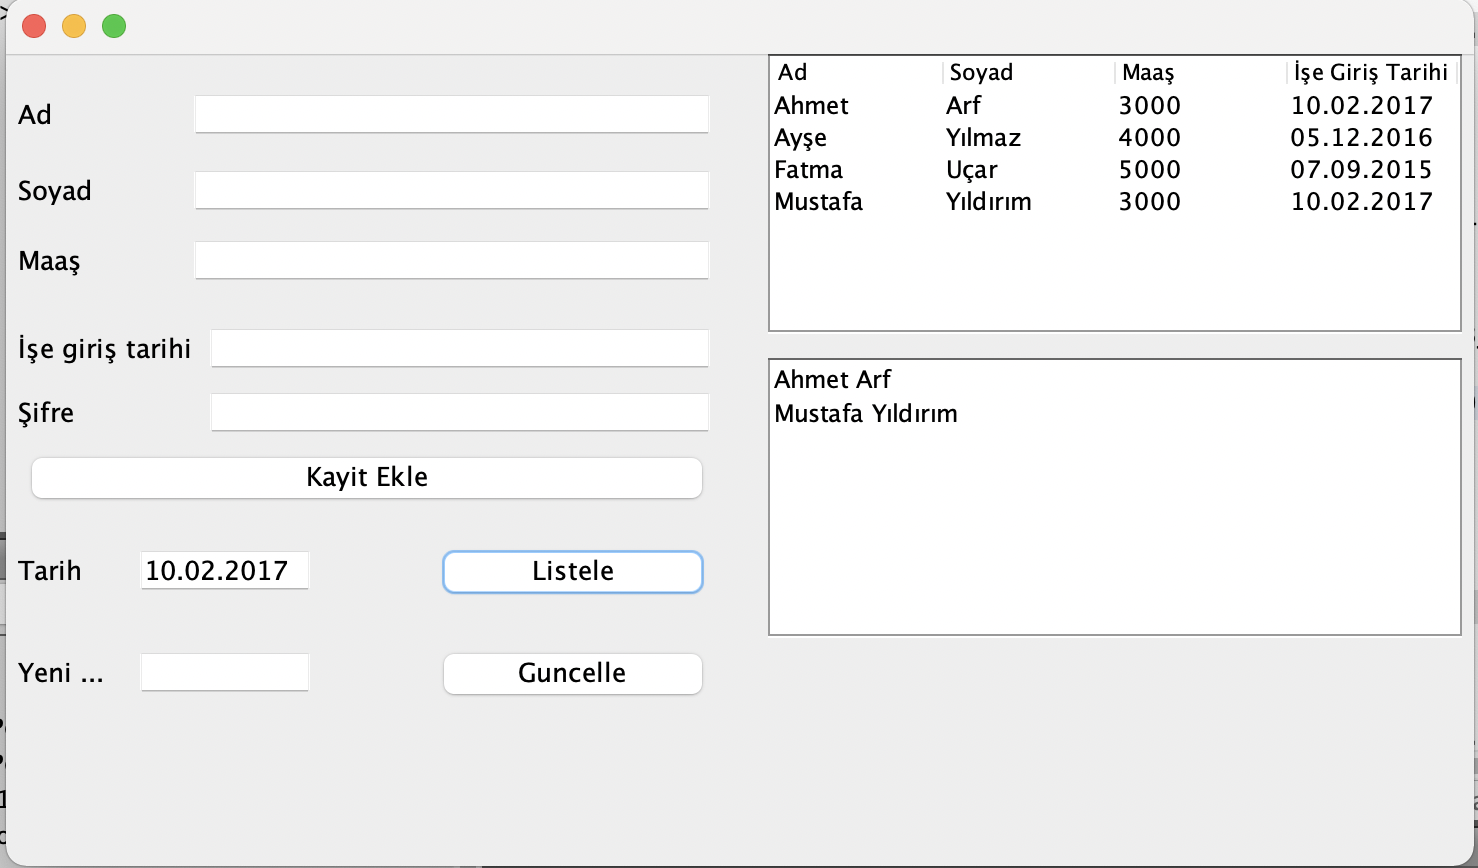 Ad
Soyad
Maaş
İşe giriş tarihi
Şifre
Kayit Ekle
Tarih 10.02.2017 Listele
Yeni ... Guncelle
Ad Soyad Maaş İşe Giriş Tarihi
Ahmet Arf 3000 10.02.2017
Ayşe Yılmaz 4000 05.12.2016
Fatma Uçar 5000 07.09.2015
Mustafa Yıldırım 3000 10.02.2017
Ahmet Arf
Mustafa Yıldırım